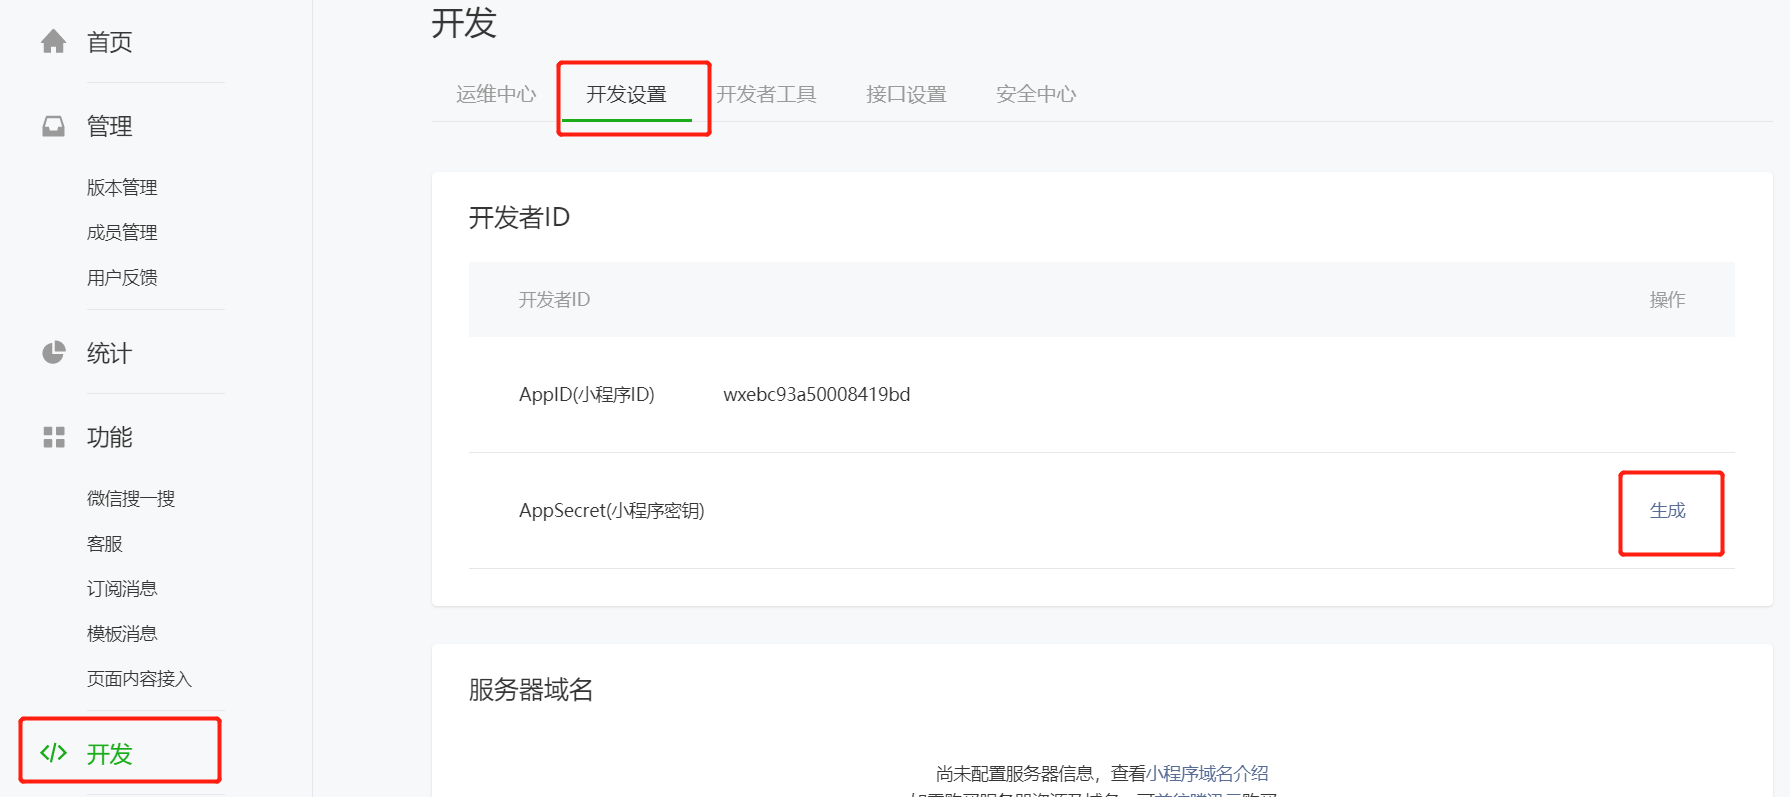 首页
管理
版本管理
成员管理
用户反馈
统计
功能
微信搜一搜
客服
订阅消息
模板消息
页面内容接入
开发
开发
运维中心 开发设置 开发者工具 接口设置 安全中心
开发者ID
开发者ID 操作
AppID(小程序ID) wxebc93a50008419bd
AppSecret(小程序密钥) 生成
服务器域名
尚未配置服务器信息，查看小程序域名介绍